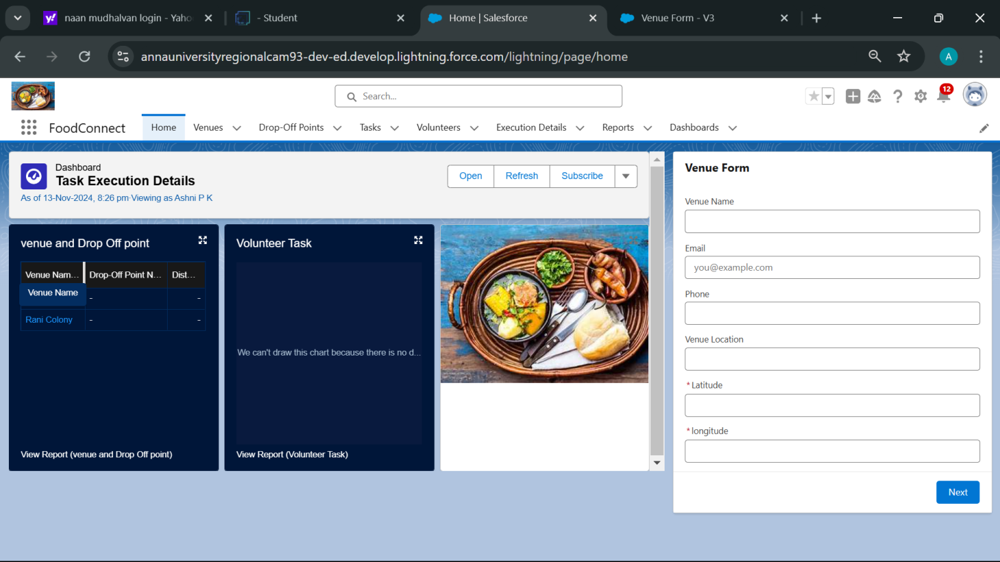 naan mudhalvan login - Yaho
- Student
Home | Salesforce
Venue Form - V3
annauniversityregionalcam93-dev-ed.develop.lightning.force.com/lightning/page/home
A
Search...
12
FoodConnect
Home
Venues
Drop-Off Points
Tasks
Volunteers
Execution Details
Reports
Dashboards
Dashboard
Task Execution Details
As of 13-Nov-2024, 8:26 pm·Viewing as Ashni P K
Open
Refresh
Subscribe
venue and Drop Off point
Venue Nam...
Drop-Off Point N...
Dist...
Venue Name
-
-
Rani Colony
-
-
View Report (venue and Drop Off point)
Volunteer Task
We can't draw this chart because there is no d...
View Report (Volunteer Task)
Venue Form
Venue Name
Email
you@example.com
Phone
Venue Location
* Latitude
* longitude
Next